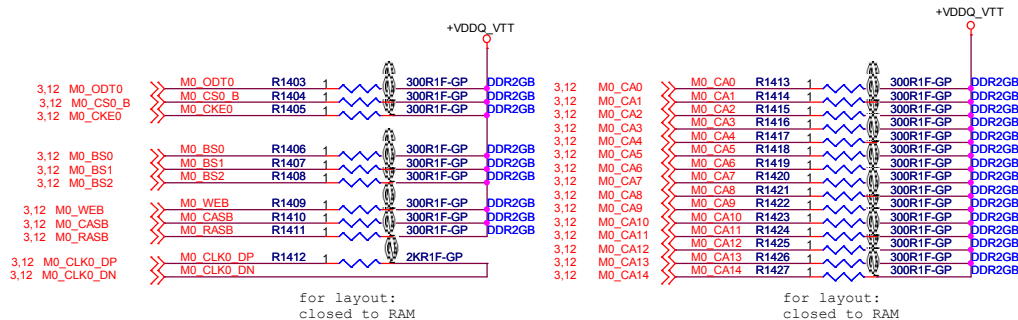 +VDDQ_VTT
3,12 M0_ODT0 M0_ODT0 R1403 1 300R1F-GP DDR2GB
3,12 M0_CS0_B M0_CS0_B R1404 1 300R1F-GP DDR2GB
3,12 M0_CKE0 M0_CKE0 R1405 1 300R1F-GP DDR2GB
3,12 M0_BS0 M0_BS0 R1406 1 300R1F-GP DDR2GB
3,12 M0_BS1 M0_BS1 R1407 1 300R1F-GP DDR2GB
3,12 M0_BS2 M0_BS2 R1408 1 300R1F-GP DDR2GB
3,12 M0_WEB M0_WEB R1409 1 300R1F-GP DDR2GB
3,12 M0_CASB M0_CASB R1410 1 300R1F-GP DDR2GB
3,12 M0_RASB M0_RASB R1411 1 300R1F-GP DDR2GB
3,12 M0_CLK0_DP M0_CLK0_DP R1412 1 2KR1F-GP
3,12 M0_CLK0_DN M0_CLK0_DN
for layout:
closed to RAM
+VDDQ_VTT
3,12 M0_CA0 M0_CA0 R1413 1 300R1F-GP DDR2GB
3,12 M0_CA1 M0_CA1 R1414 1 300R1F-GP DDR2GB
3,12 M0_CA2 M0_CA2 R1415 1 300R1F-GP DDR2GB
3,12 M0_CA3 M0_CA3 R1416 1 300R1F-GP DDR2GB
3,12 M0_CA4 M0_CA4 R1417 1 300R1F-GP DDR2GB
3,12 M0_CA5 M0_CA5 R1418 1 300R1F-GP DDR2GB
3,12 M0_CA6 M0_CA6 R1419 1 300R1F-GP DDR2GB
3,12 M0_CA7 M0_CA7 R1420 1 300R1F-GP DDR2GB
3,12 M0_CA8 M0_CA8 R1421 1 300R1F-GP DDR2GB
3,12 M0_CA9 M0_CA9 R1422 1 300R1F-GP DDR2GB
3,12 M0_CA10 M0_CA10 R1423 1 300R1F-GP DDR2GB
3,12 M0_CA11 M0_CA11 R1424 1 300R1F-GP DDR2GB
3,12 M0_CA12 M0_CA12 R1425 1 300R1F-GP DDR2GB
3,12 M0_CA13 M0_CA13 R1426 1 300R1F-GP DDR2GB
3,12 M0_CA14 M0_CA14 R1427 1 300R1F-GP DDR2GB
for layout:
closed to RAM